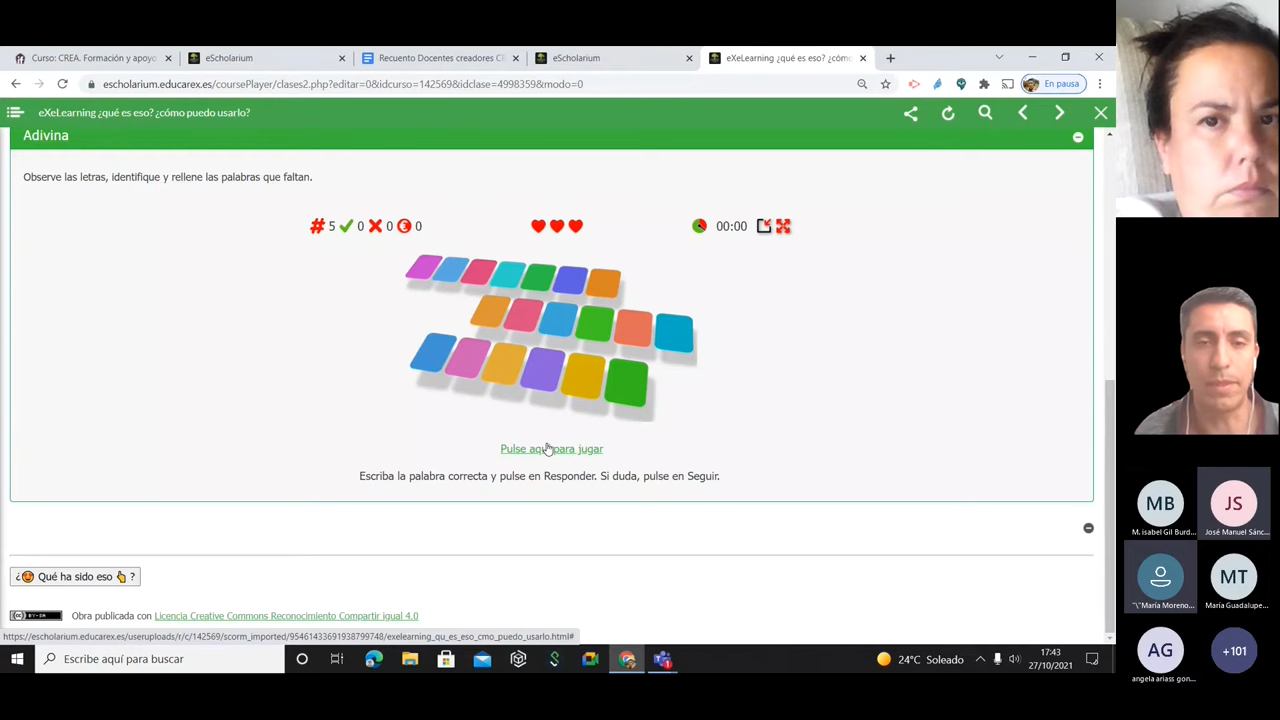 Curso: CREA. Formación y apoyo
eScholarium
Recuento Docentes creadores CR
eScholarium
eXeLearning ¿qué es eso? ¿cómo
escholarium.educarex.es/coursePlayer/clases2.php?editar=0&idcurso=142569&idclase=4998359&modo=0
En pausa
eXeLearning ¿qué es eso? ¿cómo puedo usarlo?
Adivina
Observe las letras, identifique y rellene las palabras que faltan.
5 0 0 0
00:00
Pulse aquí para jugar
Escriba la palabra correcta y pulse en Responder. Si duda, pulse en Seguir.
¿ Qué ha sido eso ?
Obra publicada con Licencia Creative Commons Reconocimiento Compartir igual 4.0
https://escholarium.educarex.es/useruploads/r/c/142569/scorm_imported/95461433691938799748/exelearning_qu_es_eso_cmo_puedo_usarlo.html#
Escribe aquí para buscar
24°C Soleado
17:43
27/10/2021
MB
M. isabel Gil Burd...
JS
José Manuel Sánc...
"\"María Moreno...
MT
María Guadalupe...
AG
angela ariass gon...
+101